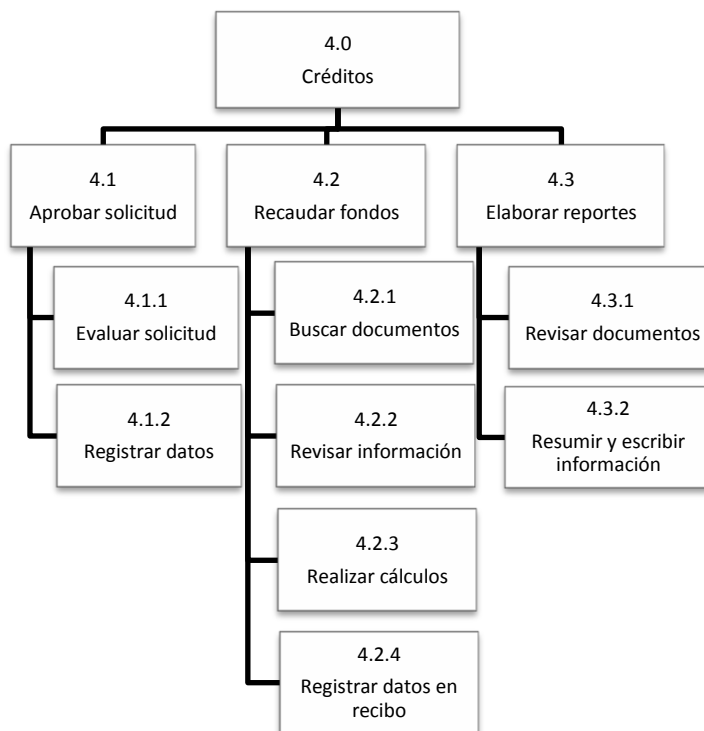 4.0
Créditos
4.1
Aprobar solicitud
4.1.1
Evaluar solicitud
4.1.2
Registrar datos
4.2
Recaudar fondos
4.2.1
Buscar documentos
4.2.2
Revisar información
4.2.3
Realizar cálculos
4.2.4
Registrar datos en
recibo
4.3
Elaborar reportes
4.3.1
Revisar documentos
4.3.2
Resumir y escribir
información